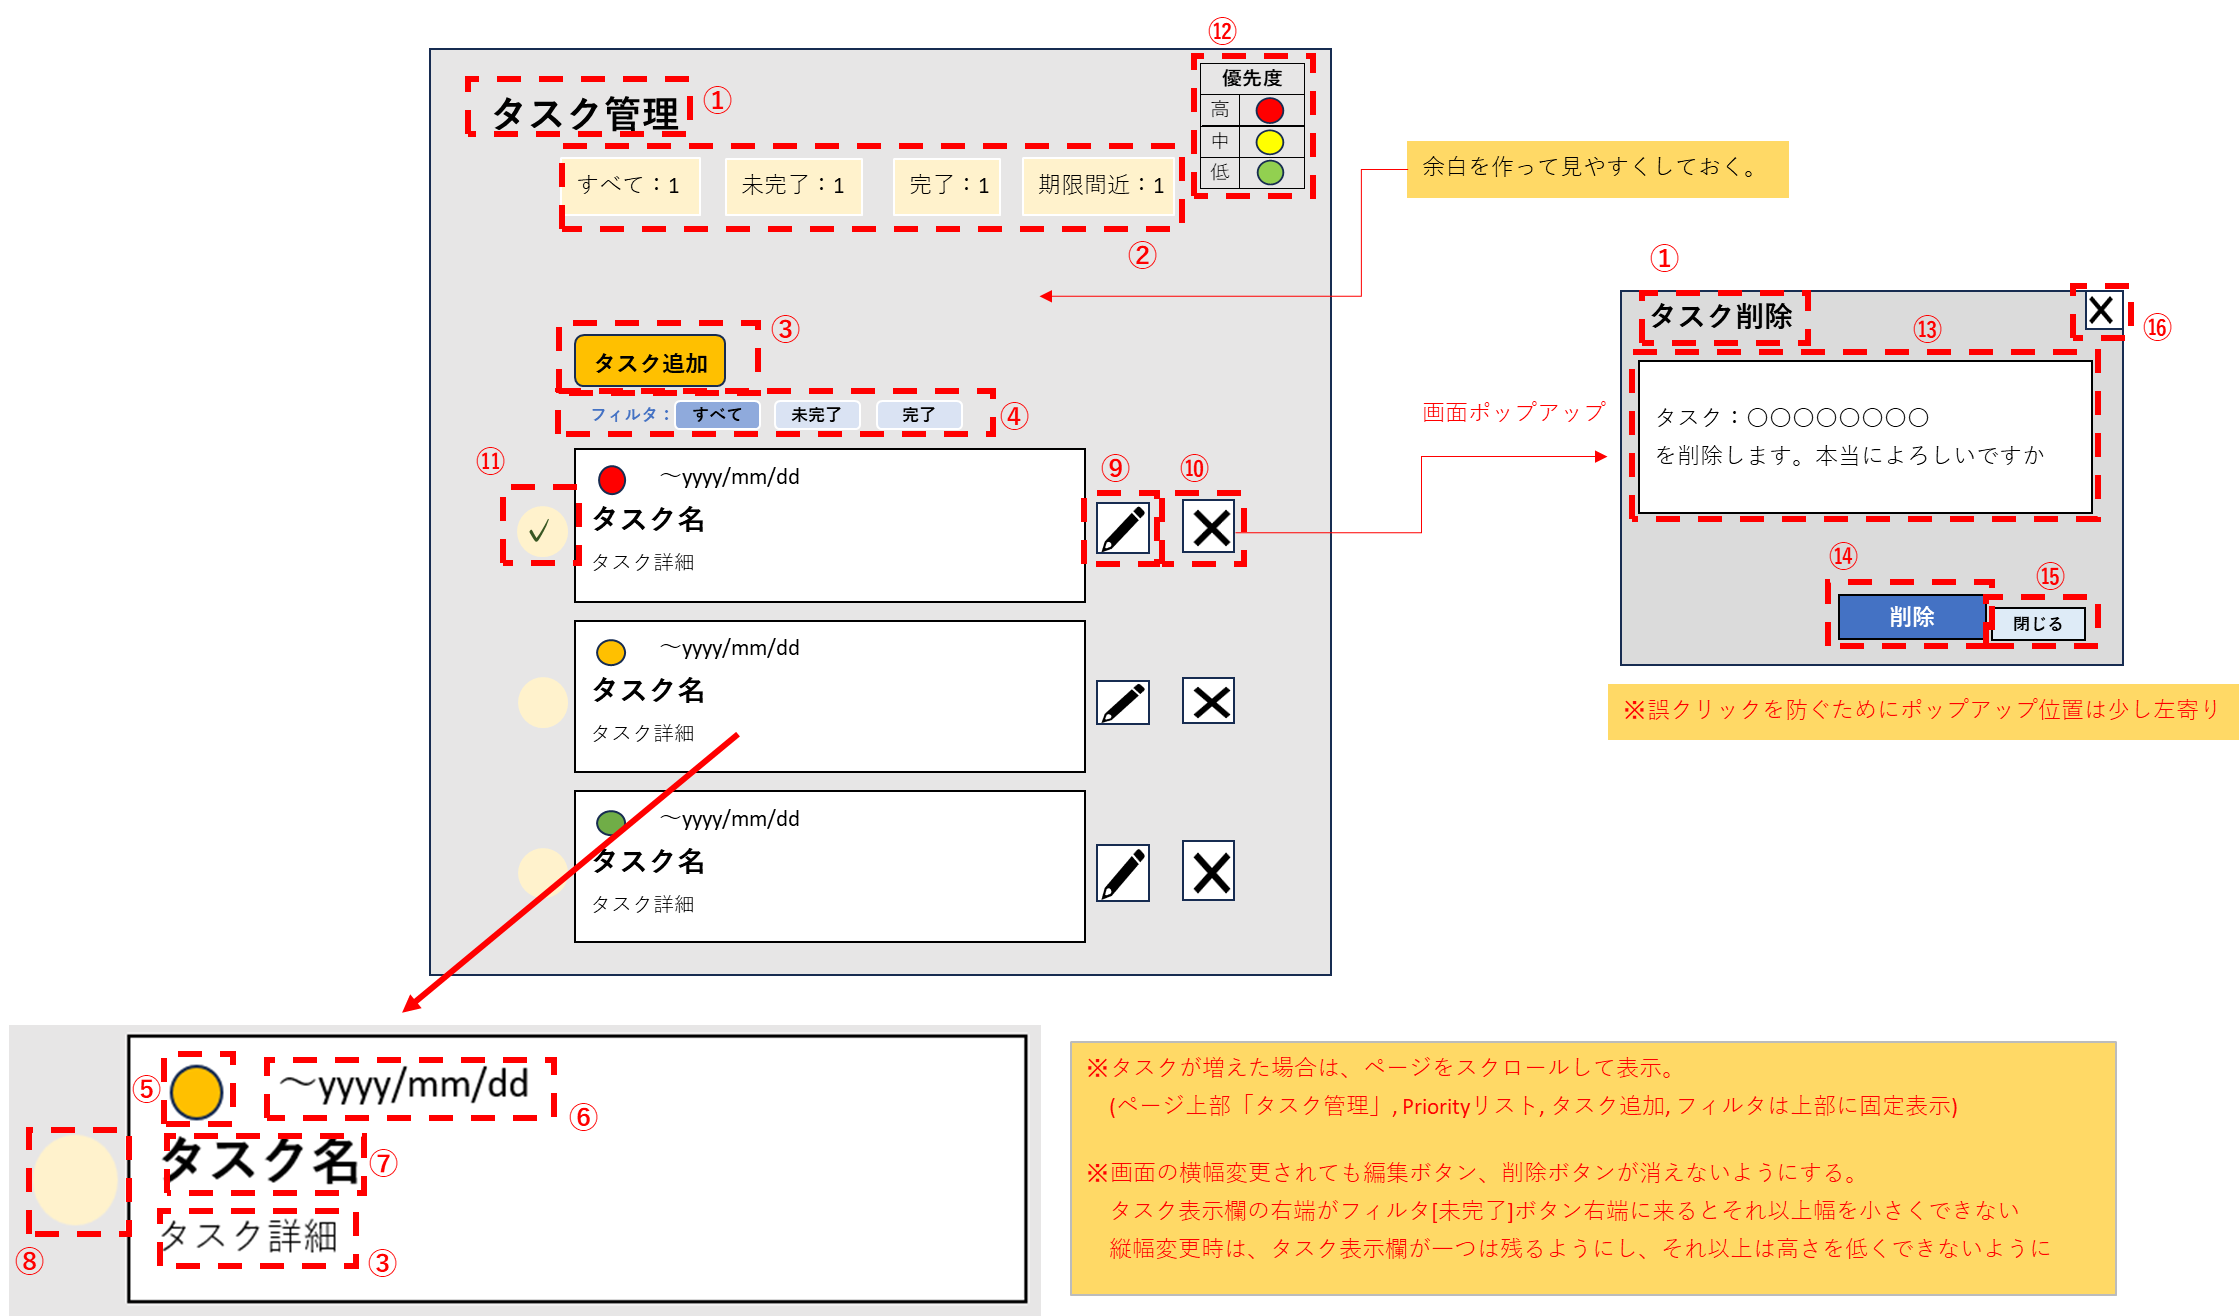 ⑫
優先度
高
中
低
タスク管理
①
すべて：1
未完了：1
完了：1
期限間近：1
②
余白を作って見やすくしておく。
タスク追加
③
フィルタ：
すべて
未完了
完了
④
⑪
✓
～yyyy/mm/dd
タスク名
タスク詳細
⑨
⑩
～yyyy/mm/dd
タスク名
タスク詳細
～yyyy/mm/dd
タスク名
タスク詳細
画面ポップアップ
①
タスク削除
⑯
⑬
タスク：〇〇〇〇〇〇〇〇
を削除します。本当によろしいですか
⑭
削除
⑮
閉じる
※誤クリックを防ぐためにポップアップ位置は少し左寄り
⑤
～yyyy/mm/dd
⑥
タスク名
⑦
タスク詳細
③
⑧
※タスクが増えた場合は、ページをスクロールして表示。
(ページ上部「タスク管理」, Priorityリスト, タスク追加, フィルタは上部に固定表示)
※画面の横幅変更されても編集ボタン、削除ボタンが消えないようにする。
タスク表示欄の右端がフィルタ[未完了]ボタン右端に来るとそれ以上幅を小さくできない
縦幅変更時は、タスク表示欄が一つは残るようにし、それ以上は高さを低くできないように